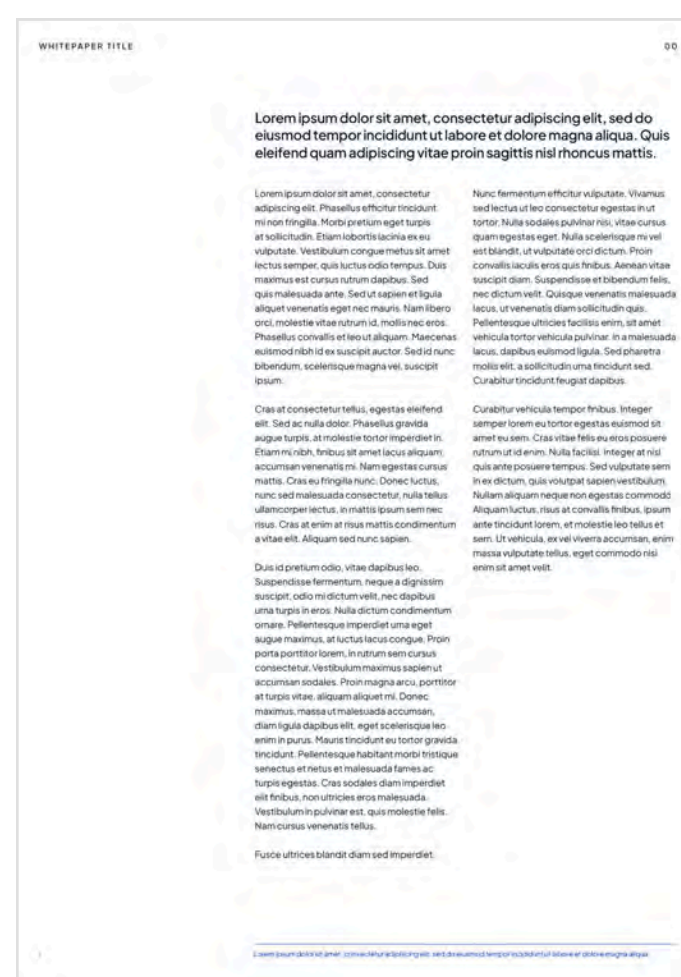 WHITEPAPER TITLE
00
Lorem ipsum dolor sit amet, consectetur adipiscing elit, sed do
eiusmod tempor incididunt ut labore et dolore magna aliqua. Quis
eleifend quam adipiscing vitae proin sagittis nisl rhoncus mattis.
Lorem ipsum dolor sit amet, consectetur
adipiscing elit. Phasellus efficitur tincidunt
mi non fringilla. Morbi pretium eget turpis
at sollicitudin. Etiam lobortis lacinia ex eu
vulputate. Vestibulum congue metus sit amet
lectus semper, quis luctus odio tempus. Duis
maximus est cursus rutrum dapibus. Sed
quis malesuada ante. Sed ut sapien et ligula
aliquet venenatis eget nec mauris. Nam libero
orci, molestie vitae rutrum id, mollis nec eros.
Phasellus convallis et leo ut aliquam. Maecenas
euismod nibh id ex suscipit auctor. Sed id nunc
bibendum, scelerisque magna vel, suscipit
ipsum.
Cras at consectetur tellus, egestas eleifend
elit. Sed ac nulla dolor. Phasellus gravida
augue turpis, at molestie tortor imperdiet in.
Etiam mi nibh, finibus sit amet lacus aliquam,
accumsan venenatis mi. Nam egestas cursus
mattis. Cras eu fringilla nunc. Donec luctus,
nunc sed malesuada consectetur, nulla tellus
ullamcorper lectus, in mattis ipsum sem nec
risus. Cras at enim at risus mattis condimentum
a vitae elit. Aliquam sed nunc sapien.
Duis id pretium odio, vitae dapibus leo.
Suspendisse fermentum, neque a dignissim
suscipit, odio mi dictum velit, nec dapibus
urna turpis in eros. Nulla dictum condimentum
ornare. Pellentesque imperdiet urna eget
augue maximus, at luctus lacus congue. Proin
porta porttitor lorem, in rutrum sem cursus
consectetur. Vestibulum maximus sapien ut
accumsan sodales. Proin magna arcu, porttitor
at turpis vitae, aliquam aliquet mi. Donec
maximus, massa ut malesuada accumsan,
diam ligula dapibus elit, eget scelerisque leo
enim in purus. Mauris tincidunt eu tortor gravida
tincidunt. Pellentesque habitant morbi tristique
senectus et netus et malesuada fames ac
turpis egestas. Cras sodales diam imperdiet
elit finibus, non ultricies eros malesuada.
Vestibulum in pulvinar est, quis molestie felis.
Nam cursus venenatis tellus.
Fusce ultrices blandit diam sed imperdiet.
Nunc fermentum efficitur vulputate. Vivamus
sed lectus ut leo consectetur egestas in ut
tortor. Nulla sodales pulvinar nisi, vitae cursus
quam egestas eget. Nulla scelerisque mi vel
est blandit, ut vulputate orci dictum. Proin
convallis iaculis eros quis finibus. Aenean vitae
suscipit diam. Suspendisse et bibendum felis,
nec dictum velit. Quisque venenatis malesuada
lacus, ut venenatis diam sollicitudin quis.
Pellentesque ultricies facilisis enim, sit amet
vehicula tortor vehicula pulvinar. In a malesuada
lacus, dapibus euismod ligula. Sed pharetra
mollis elit, a sollicitudin urna tincidunt sed.
Curabitur tincidunt feugiat dapibus.
Curabitur vehicula tempor finibus. Integer
semper lorem eu tortor egestas euismod sit
amet eu sem. Cras vitae felis eu eros posuere
rutrum ut id enim. Nulla facilisi. Integer at nisl
quis ante posuere tempus. Sed vulputate sem
in ex dictum, quis volutpat sapien vestibulum.
Nullam aliquam neque non egestas commodo.
Aliquam luctus, risus at convallis finibus, ipsum
ante tincidunt lorem, et molestie leo tellus et
sem. Ut vehicula, ex vel viverra accumsan, enim
massa vulputate tellus, eget commodo nisi
enim sit amet velit.
Lorem ipsum dolor sit amet, consectetur adipiscing elit, sed do eiusmod tempor incididunt ut labore et dolore magna aliqua.